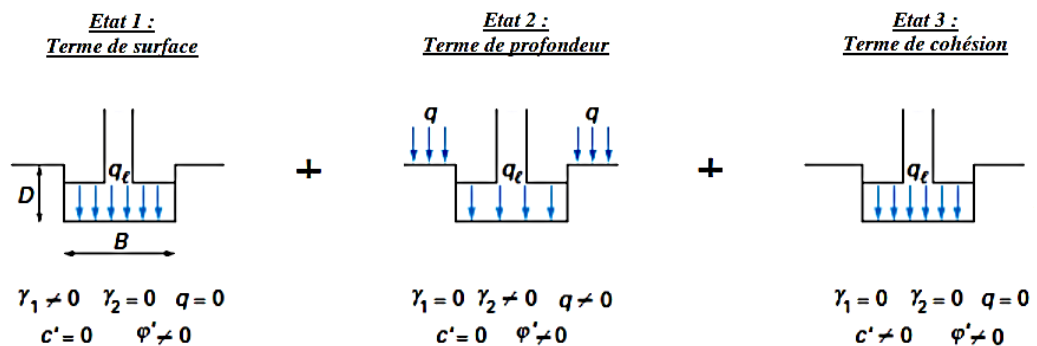 Etat 1 :
Terme de surface
Etat 2 :
Terme de profondeur
Etat 3 :
Terme de cohésion
q q
+ +
qℓ qℓ qℓ
D
B
γ₁ ≠ 0 γ₂ = 0 q = 0
c' = 0 φ' ≠ 0
γ₁ = 0 γ₂ ≠ 0 q ≠ 0
c' = 0 φ' ≠ 0
γ₁ = 0 γ₂ = 0 q = 0
c' ≠ 0 φ' ≠ 0